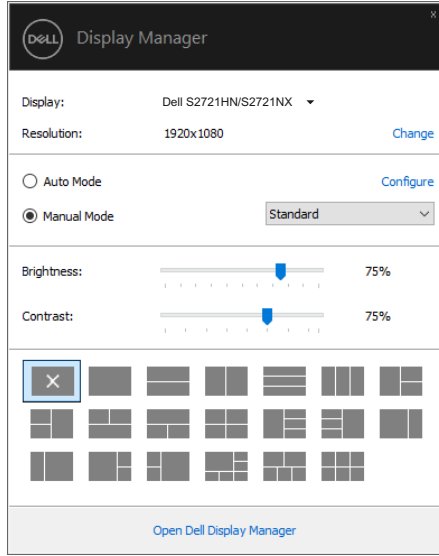 x
DELL Display Manager
Display: Dell S2721HN/S2721NX
Resolution: 1920x1080 Change
Auto Mode Configure
Manual Mode Standard
Brightness: 75%
Contrast: 75%
Open Dell Display Manager